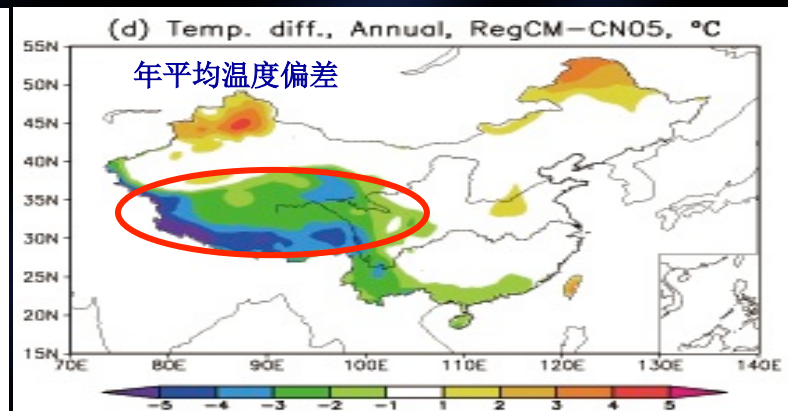 (d) Temp. diff., Annual, RegCM-CN05, °C
年平均温度偏差
55N
50N
45N
40N
35N
30N
25N
20N
15N
70E 80E 90E 100E 110E 120E 130E 140E
-5 -4 -3 -2 -1 1 2 3 4 5